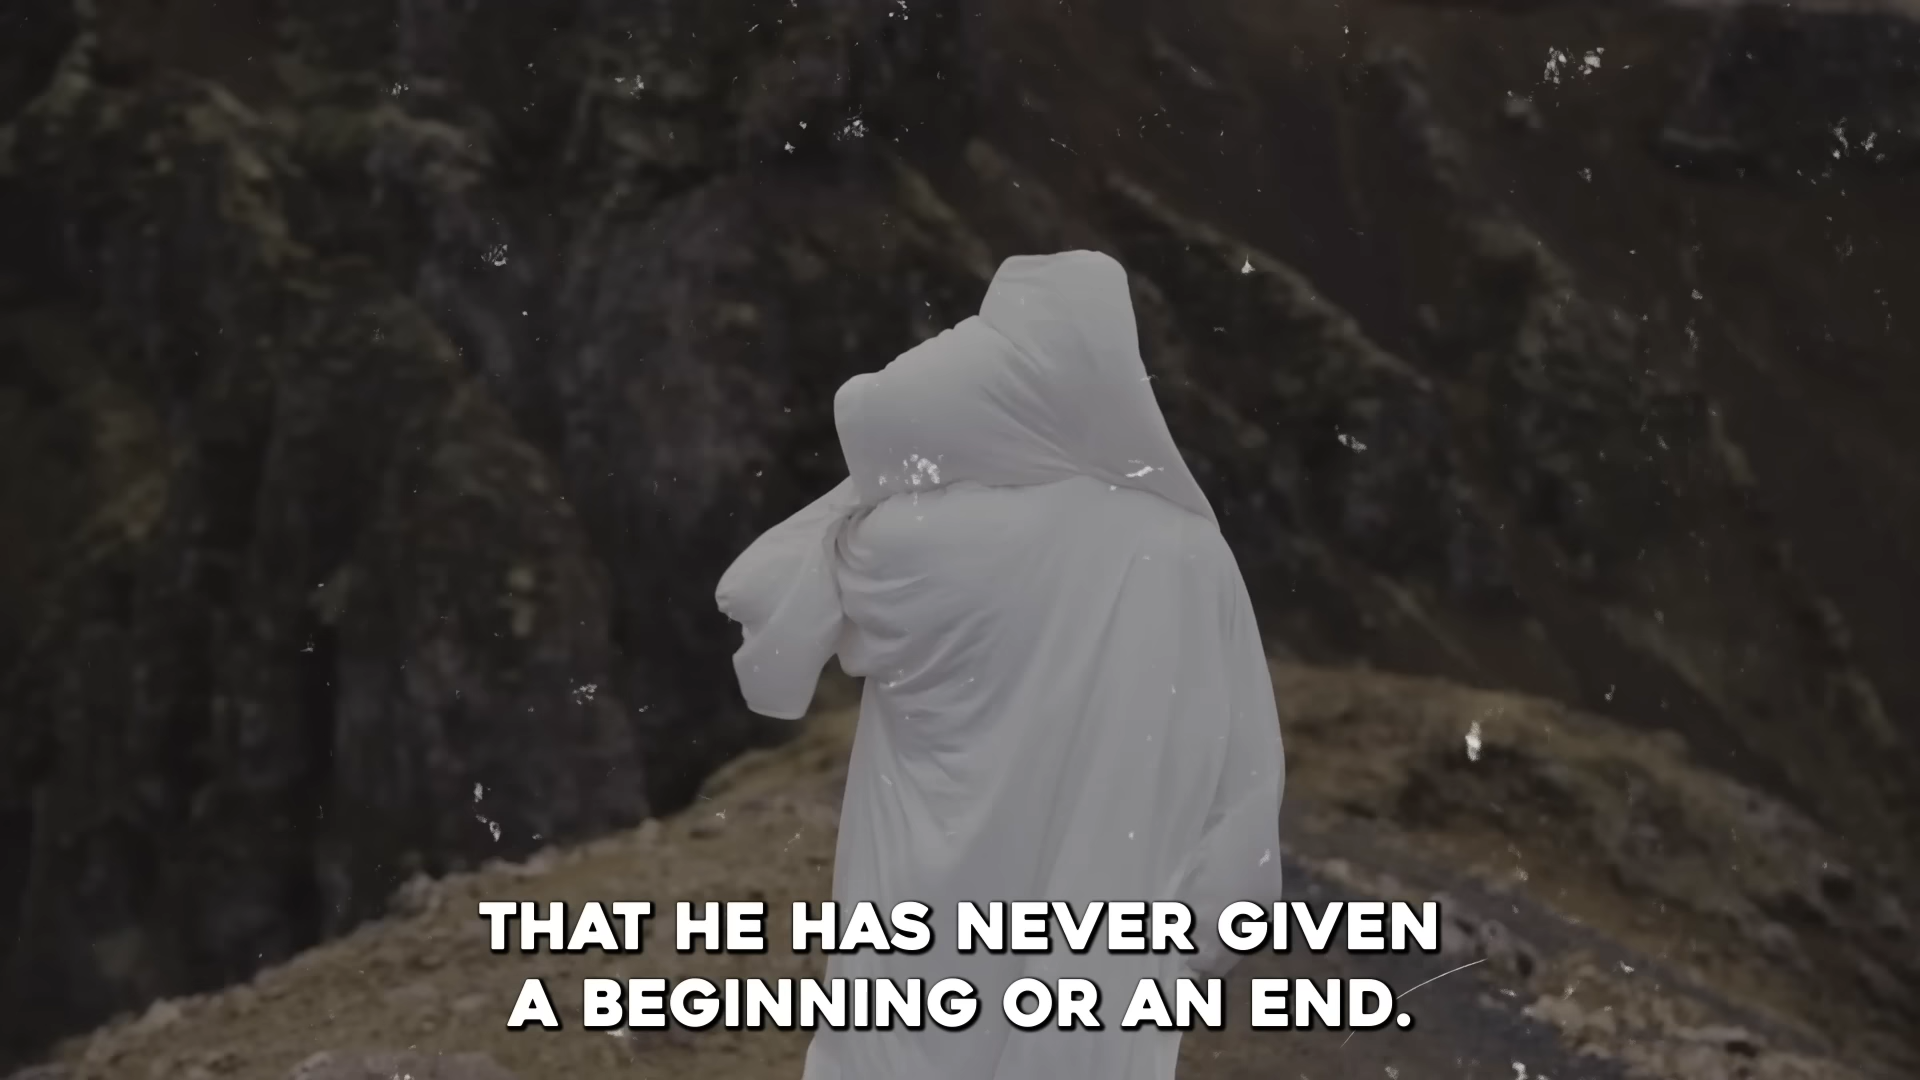 THAT HE HAS NEVER GIVEN
A BEGINNING OR AN END.